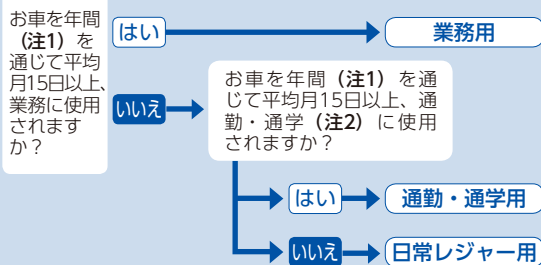 お車を年間
（注1）を
通じて平均
月15日以上、
業務に使用
されます
か？
はい
業務用
いいえ
お車を年間（注1）を通
じて平均月15日以上、通
勤・通学（注2）に使用
されますか？
はい
通勤・通学用
いいえ
日常レジャー用